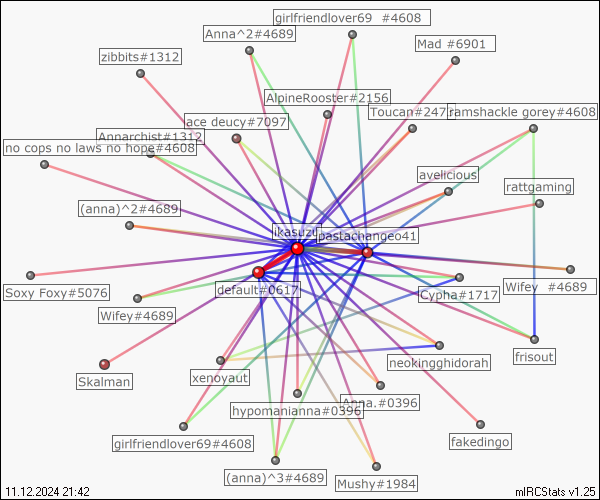 girlfriendlover69 #4608
Anna^2#4689
Mad #6901
zibbits#1312
AlpineRooster#2156
Toucan#247
ramshackle gorey#4608
ace deucy#7097
Annarchist#1312
no cops no laws no hope#4608
avelicious
rattgaming
(anna)^2#4689
ikasuzu
pastachangeo41
Soxy Foxy#5076
default#0617
Cypha#1717
Wifey #4689
Wifey#4689
frisout
neokingghidorah
Skalman
xenoyaut
Anna.#0396
hypomanianna#0396
girlfriendlover69#4608
fakedingo
(anna)^3#4689
Mushy#1984
11.12.2024 21:42
mIRCStats v1.25